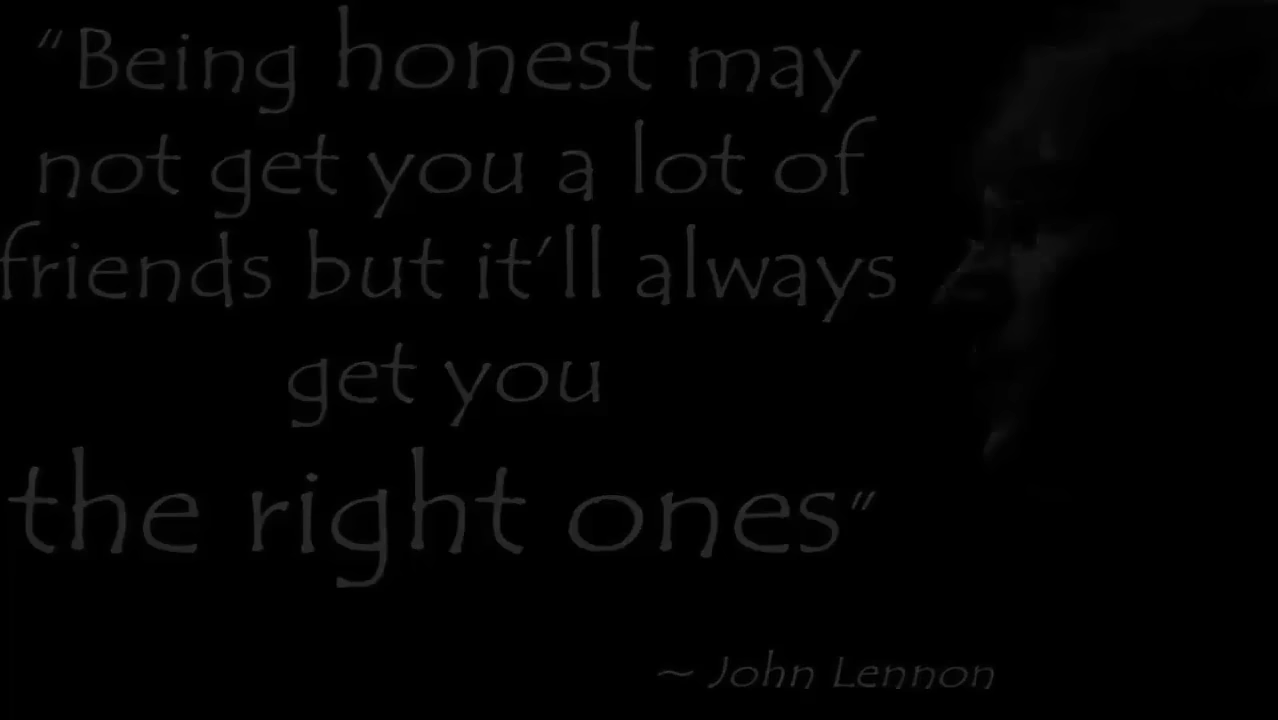 “Being honest may
not get you a lot of
friends but it’ll always
get you
the right ones”
~ John Lennon